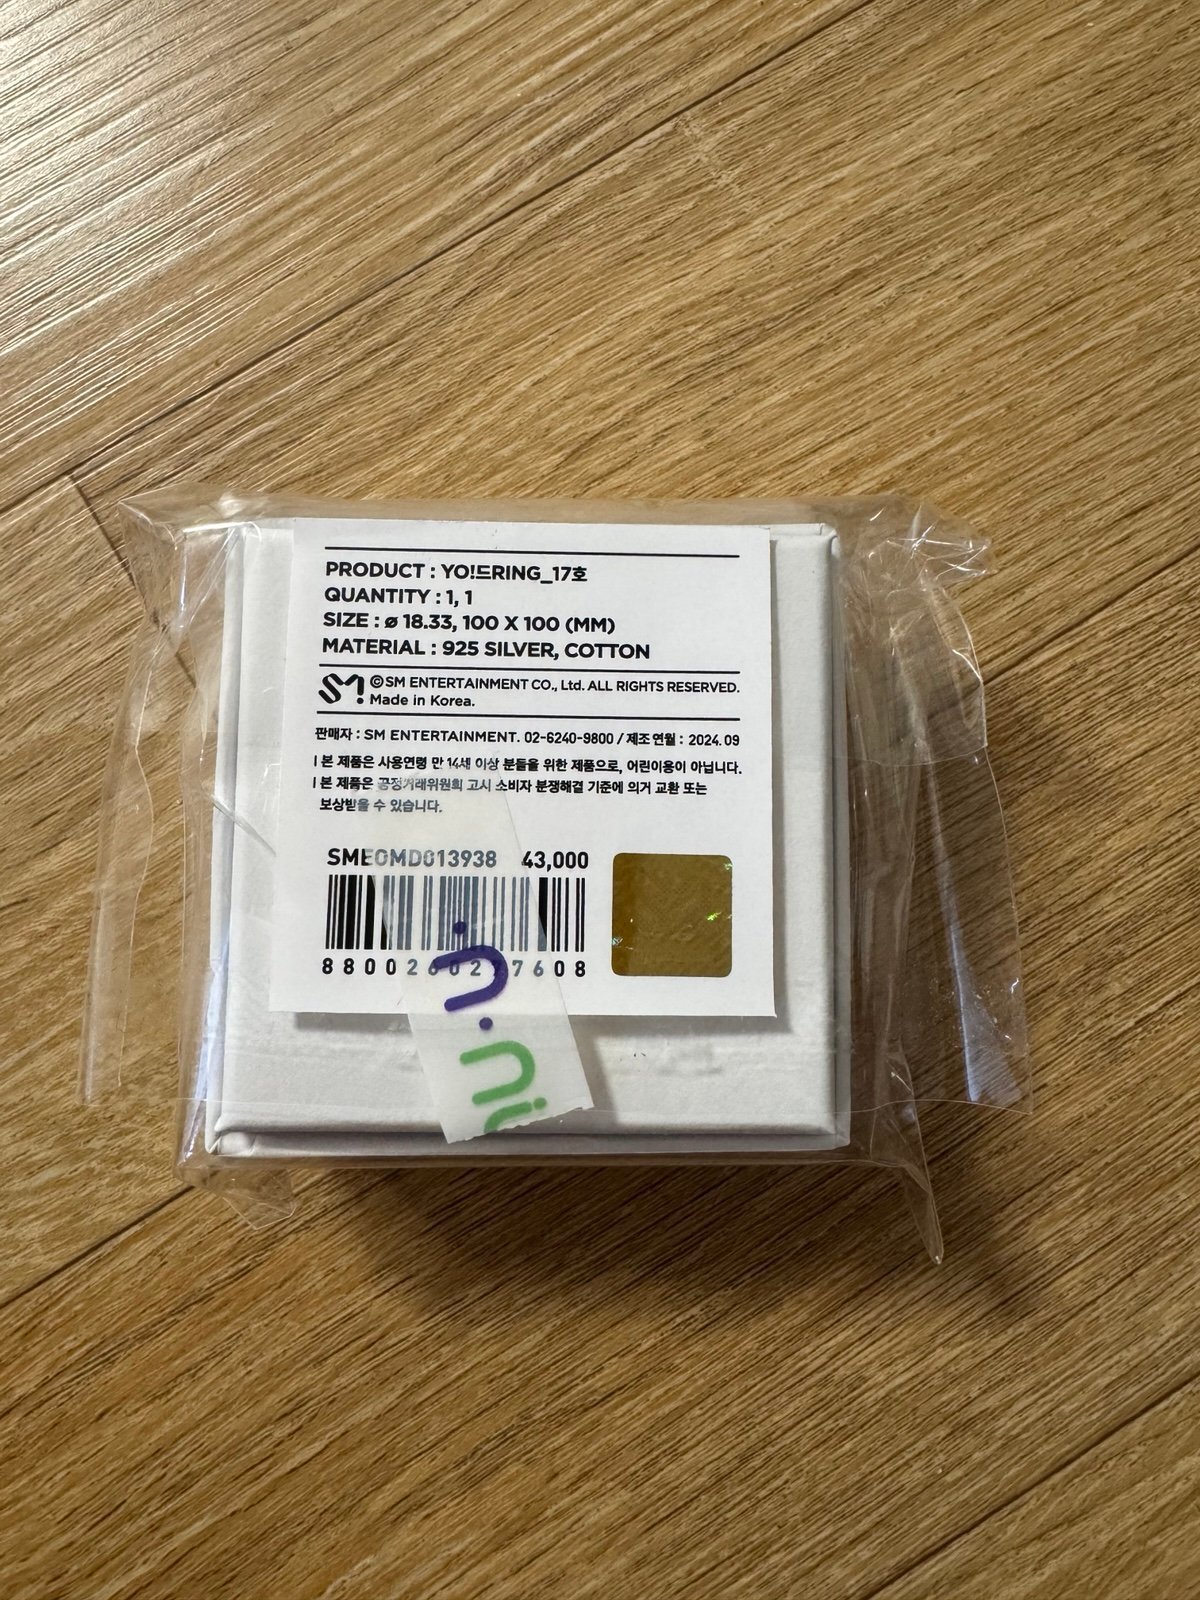 PRODUCT : YO!드RING_17호
QUANTITY : 1, 1
SIZE : ø 18.33, 100 X 100 (MM)
MATERIAL : 925 SILVER, COTTON
SM
©SM ENTERTAINMENT CO., Ltd. ALL RIGHTS RESERVED.
Made in Korea.
판매자 : SM ENTERTAINMENT. 02-6240-9800 / 제조 연월 : 2024. 09
| 본 제품은 사용연령 만 14세 이상 분들을 위한 제품으로, 어린이용이 아닙니다.
| 본 제품은 공정거래위원회 고시 소비자 분쟁해결 기준에 의거 교환 또는
보상받을 수 있습니다.
SMEOMD013938 43,000